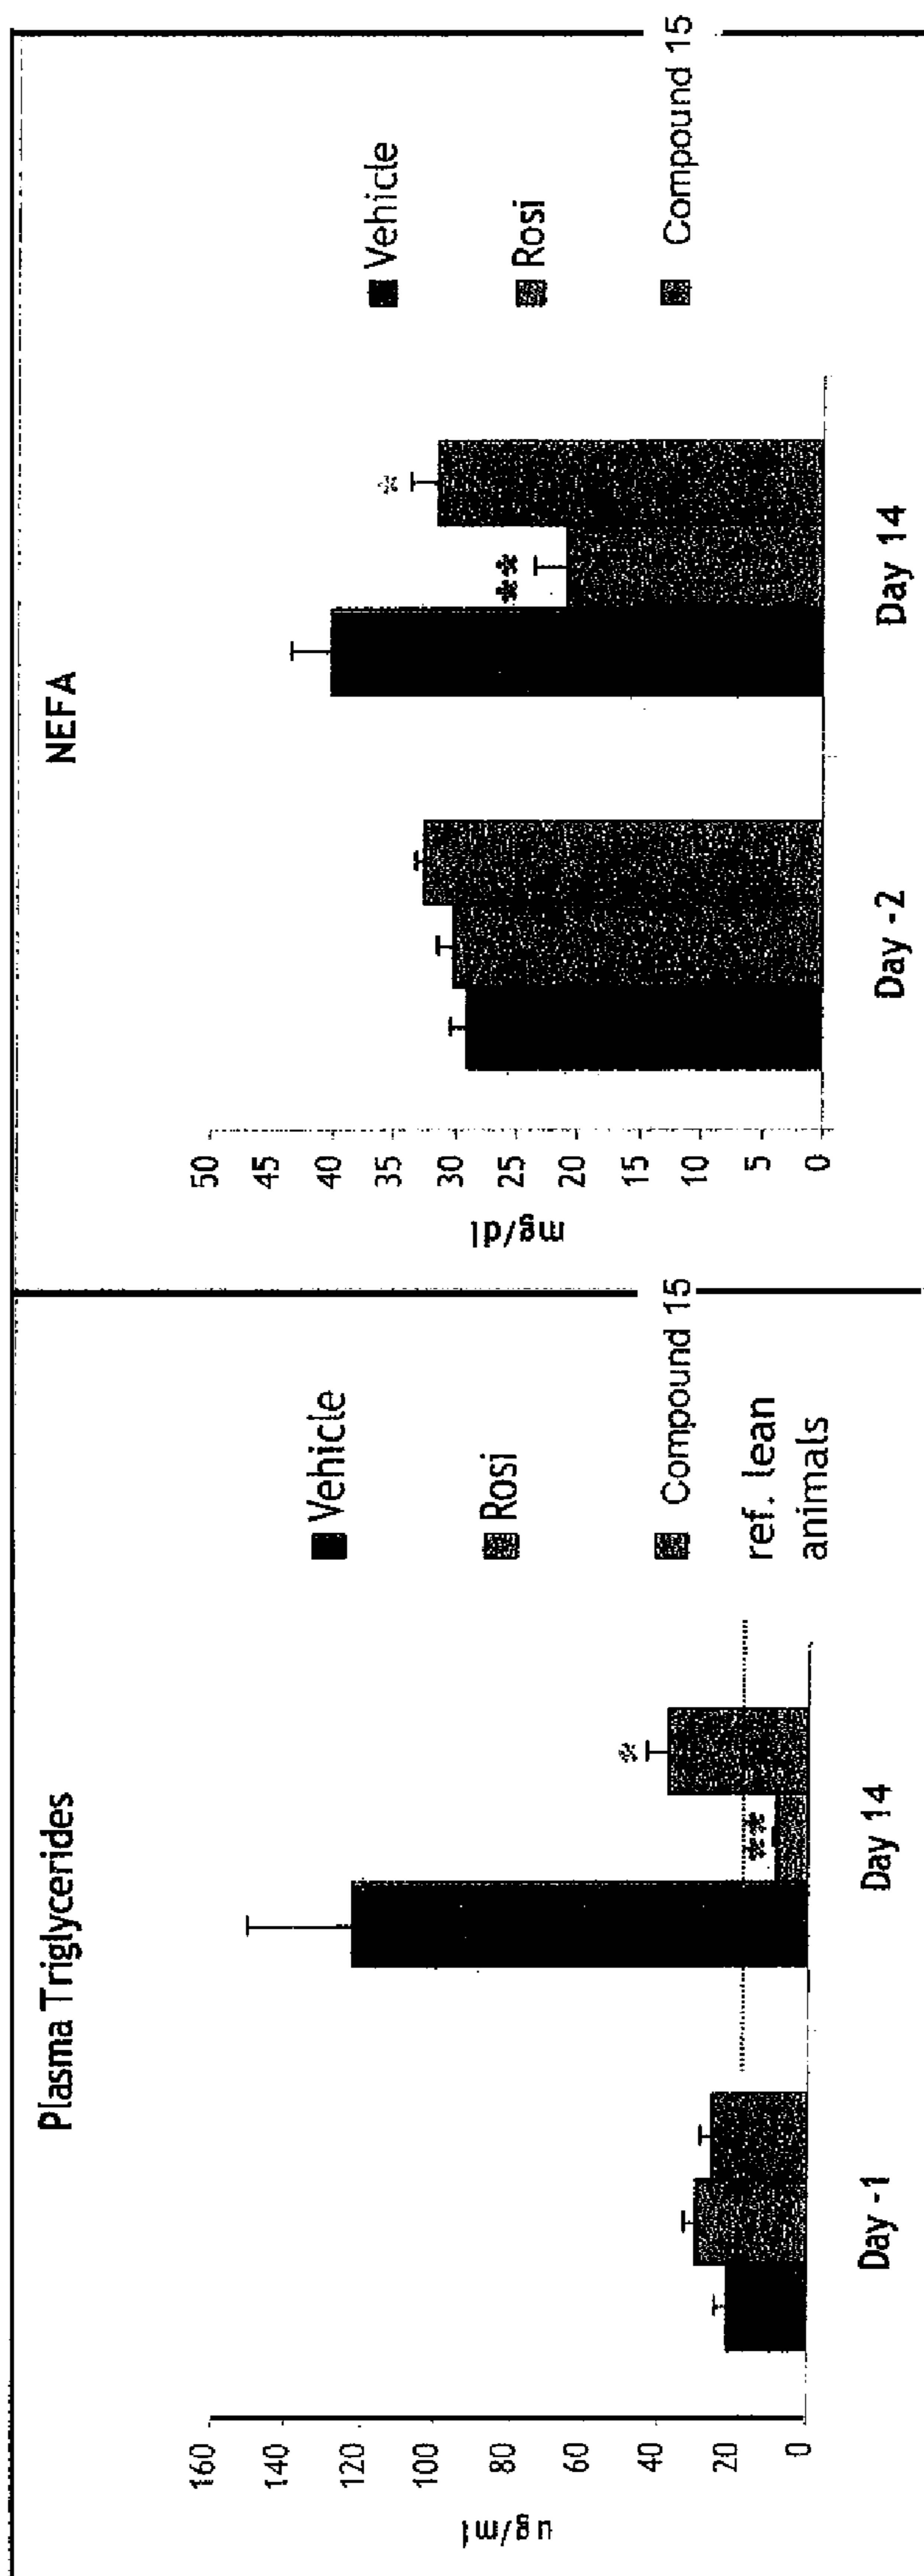 Plasma Triglycerides
ug/ml
160
140
120
100
80
60
40
20
0
Day -1
Day 14
**
*
Vehicle
Rosi
Compound 15
ref. lean
animals
NEFA
mg/dl
50
45
40
35
30
25
20
15
10
5
0
Day -2
Day 14
**
*
Vehicle
Rosi
Compound 15